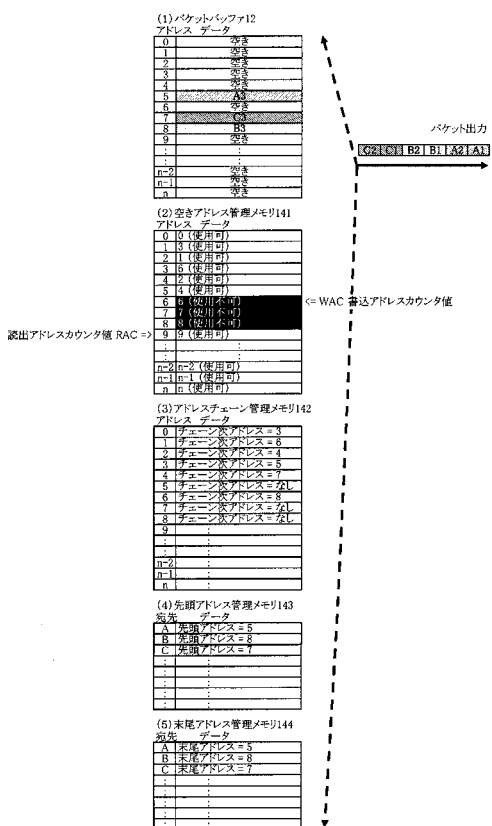 (1)パケットバッファ12
アドレス データ
0 空き
1 空き
2 空き
3 空き
4 空き
5 A3
6 空き
7 C3
8 B3
9 空き
: :
: :
n-2 空き
n-1 空き
n 空き
パケット出力
C2 C1 B2 B1 A2 A1
(2)空きアドレス管理メモリ141
アドレス データ
0 0 (使用可)
1 3 (使用可)
2 1 (使用可)
3 6 (使用可)
4 2 (使用可)
5 4 (使用可)
6 6 (使用不可) <= WAC 書込アドレスカウンタ値
7 7 (使用不可)
8 8 (使用不可)
読出アドレスカウンタ値 RAC => 9 9 (使用可)
: :
: :
n-2 n-2 (使用可)
n-1 n-1 (使用可)
n n (使用可)
(3)アドレスチェーン管理メモリ142
アドレス データ
0 チェーン次アドレス = 3
1 チェーン次アドレス = 6
2 チェーン次アドレス = 4
3 チェーン次アドレス = 5
4 チェーン次アドレス = 7
5 チェーン次アドレス = なし
6 チェーン次アドレス = 8
7 チェーン次アドレス = なし
8 チェーン次アドレス = なし
9 :
: :
: :
n-2 :
n-1 :
n :
(4)先頭アドレス管理メモリ143
宛先 データ
A 先頭アドレス = 5
B 先頭アドレス = 8
C 先頭アドレス = 7
: :
: :
: :
: :
: :
(5)末尾アドレス管理メモリ144
宛先 データ
A 末尾アドレス = 5
B 末尾アドレス = 8
C 末尾アドレス = 7
: :
: :
: :
: :
: :